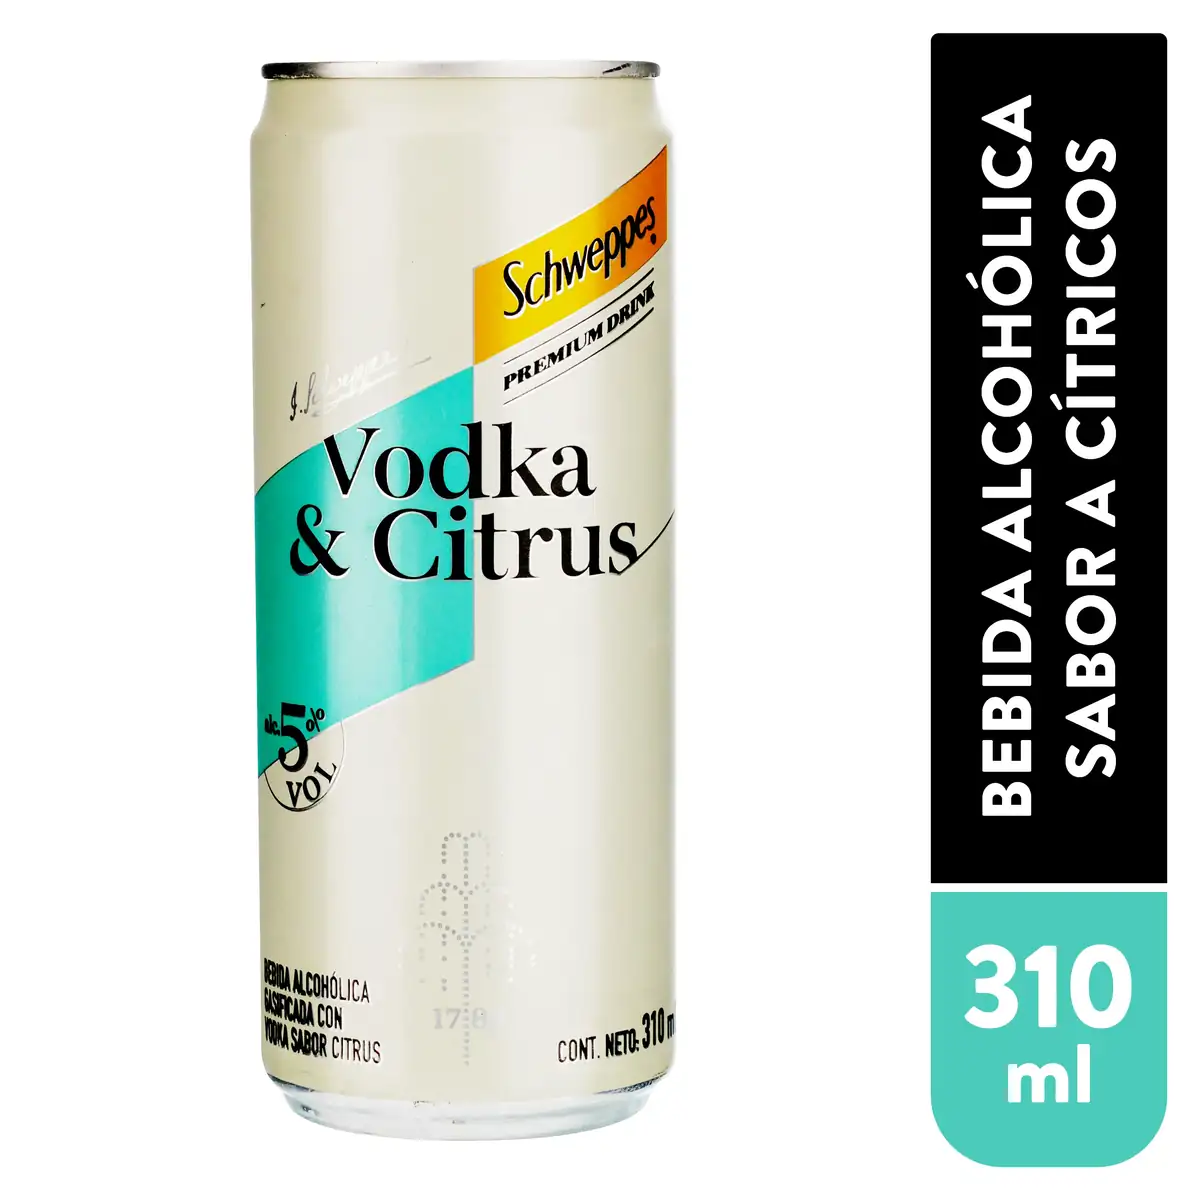 Schweppes
PREMIUM DRINK
Vodka
& Citrus
alc. 5%
VOL
BEBIDA ALCOHÓLICA
GASIFICADA CON
VODKA SABOR CITRUS
CONT. NETO: 310 m
BEBIDA ALCOHÓLICA
SABOR A CÍTRICOS
310
ml